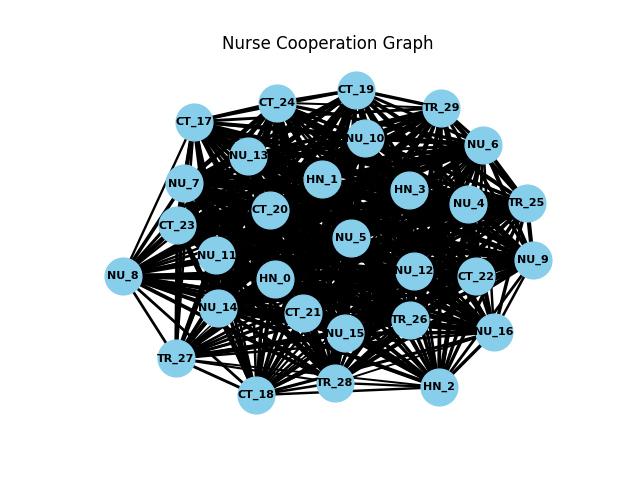 Nurse Cooperation Graph
CT_19
CT_24
TR_29
CT_17
NU_10
NU_6
NU_13
HN_1
NU_7
HN_3
TR_25
NU_4
CT_20
CT_23
NU_5
NU_11
NU_9
NU_12
NU_8
CT_22
HN_0
NU_14
CT_21
TR_26
NU_15
NU_16
TR_27
TR_28
HN_2
CT_18